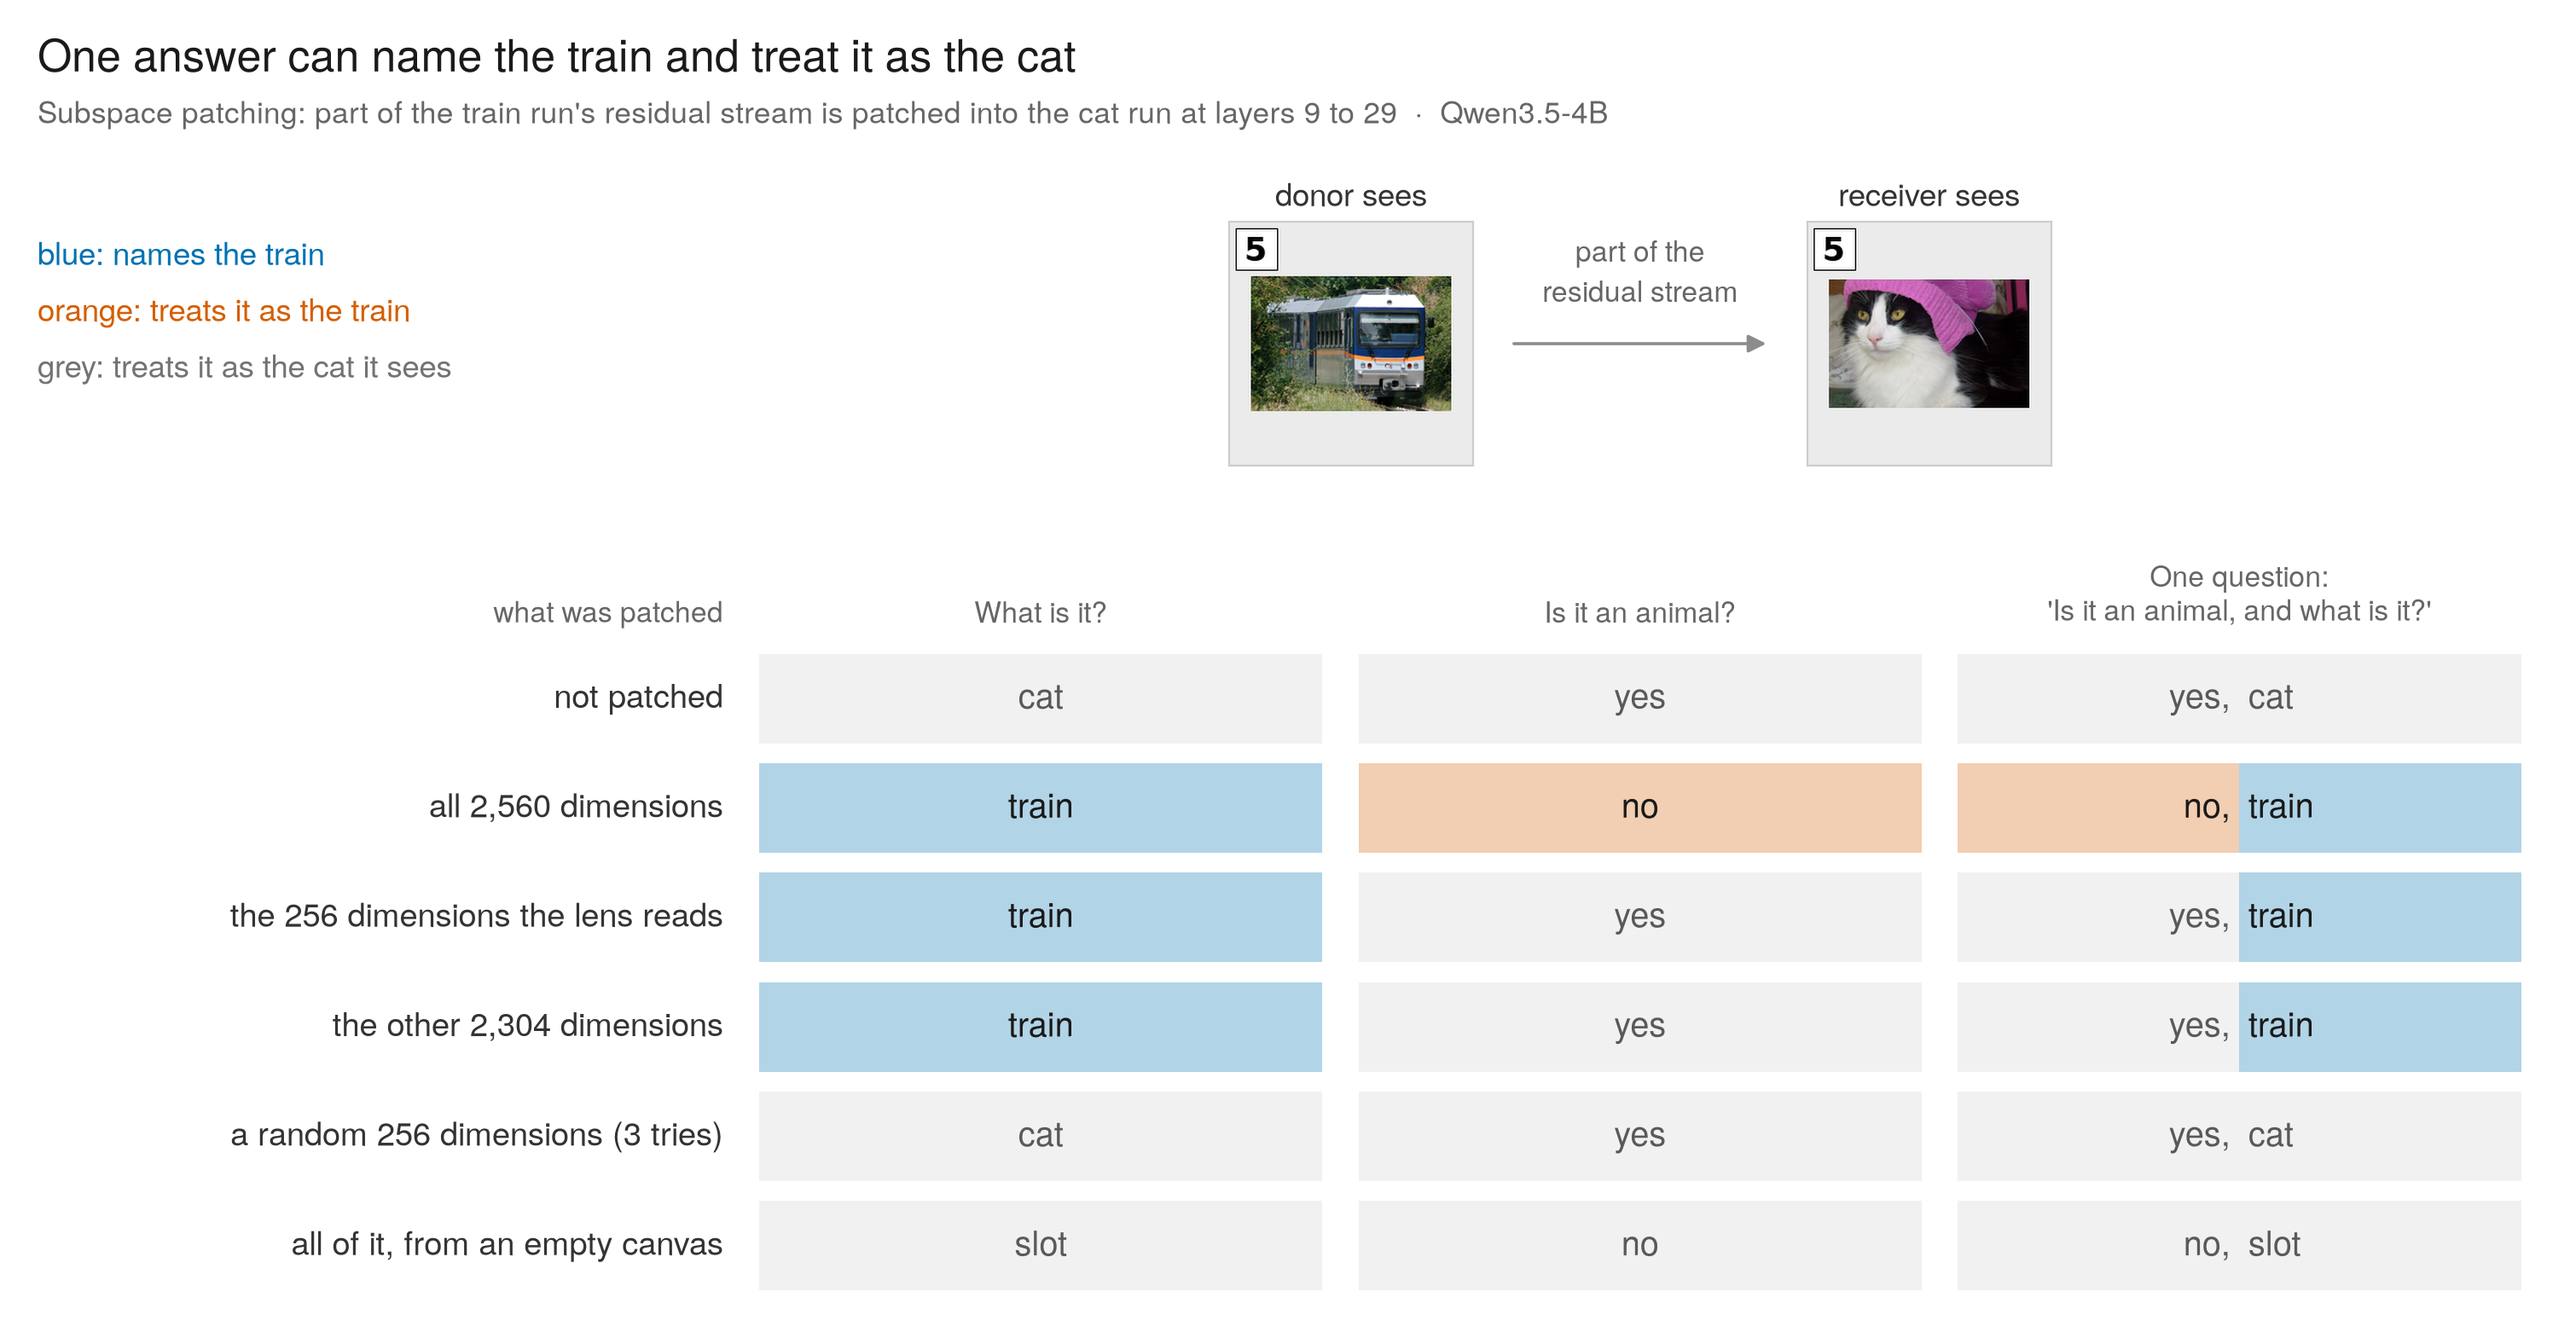 One answer can name the train and treat it as the cat
Subspace patching: part of the train run's residual stream is patched into the cat run at layers 9 to 29 · Qwen3.5-4B
blue: names the train
orange: treats it as the train
grey: treats it as the cat it sees
donor sees
5
part of the
residual stream
receiver sees
5
what was patched
What is it?
Is it an animal?
One question:
'Is it an animal, and what is it?'
not patched cat yes yes, cat
all 2,560 dimensions train no no, train
the 256 dimensions the lens reads train yes yes, train
the other 2,304 dimensions train yes yes, train
a random 256 dimensions (3 tries) cat yes yes, cat
all of it, from an empty canvas slot no no, slot